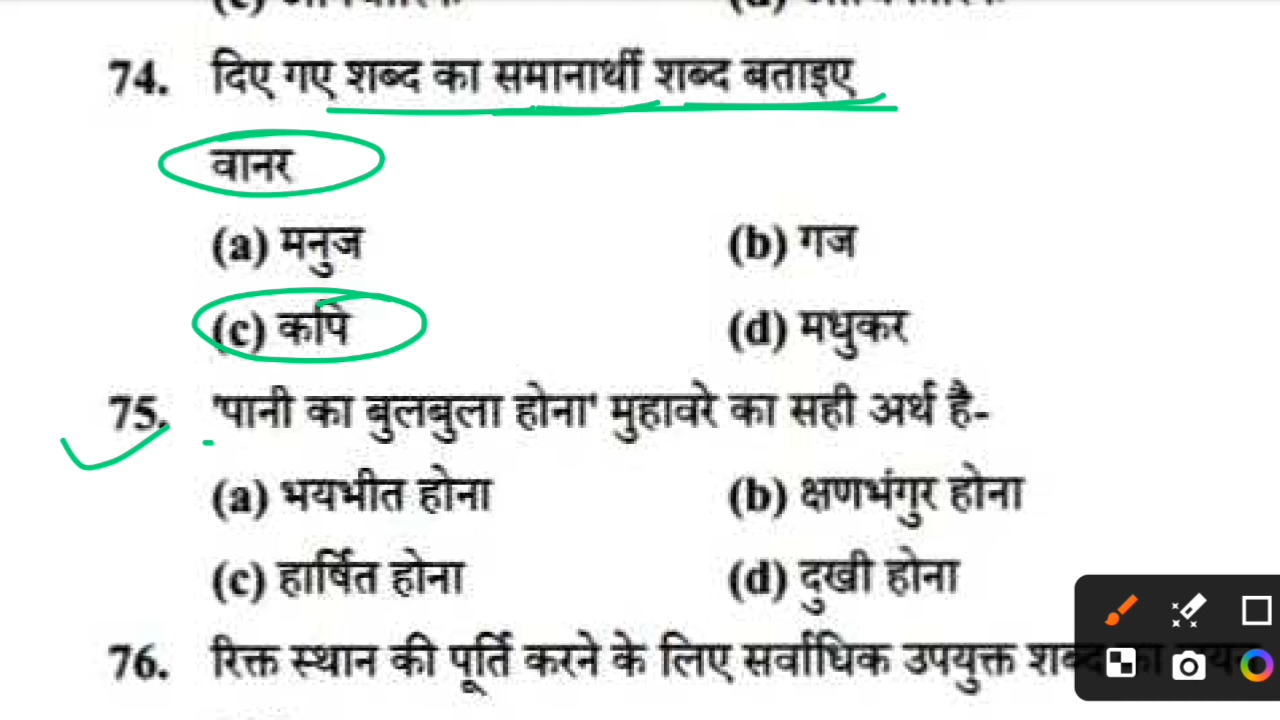 74. दिए गए शब्द का समानार्थी शब्द बताइए
वानर
(a) मनुज (b) गज
(c) कपि (d) मधुकर
75. 'पानी का बुलबुला होना' मुहावरे का सही अर्थ है-
(a) भयभीत होना (b) क्षणभंगुर होना
(c) हार्षित होना (d) दुखी होना
76. रिक्त स्थान की पूर्ति करने के लिए सर्वाधिक उपयुक्त शब्द का